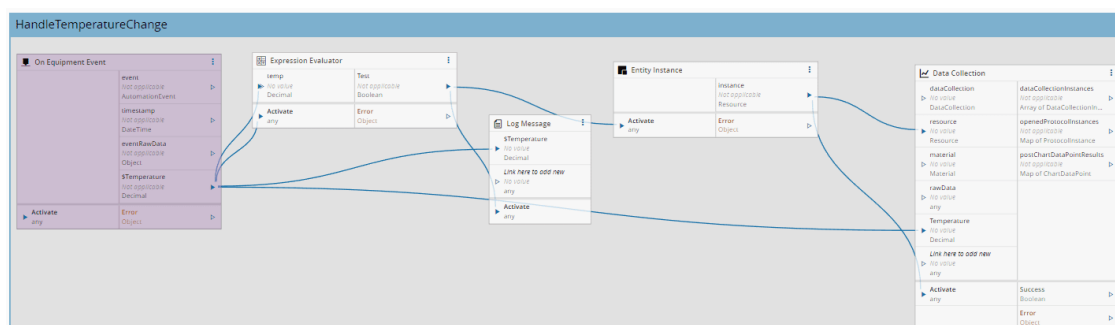 HandleTemperatureChange
On Equipment Event
event
Not applicable
AutomationEvent
timestamp
Not applicable
DateTime
eventRawData
Not applicable
Object
$Temperature
Not applicable
Decimal
Activate
any
Error
Object
Expression Evaluator
temp
No value
Decimal
Test
Not applicable
Boolean
Activate
any
Error
Object
Log Message
$Temperature
No value
Decimal
Link here to add new
No value
any
Activate
any
Entity Instance
Instance
Not applicable
Resource
Activate
any
Error
Object
Data Collection
dataCollection
No value
DataCollection
dataCollectionInstances
Not applicable
Array of DataCollectionIn...
resource
No value
Resource
openedProtocolInstances
Not applicable
Map of ProtocolInstance
material
No value
Material
postChartDataPointResults
Not applicable
Map of ChartDataPoint
rawData
No value
any
Temperature
No value
Decimal
Link here to add new
No value
any
Activate
any
Success
Boolean
Error
Object